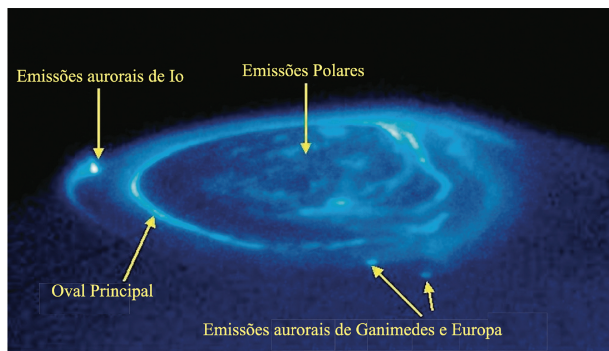 Emissões aurorais de Io
Emissões Polares
Oval Principal
Emissões aurorais de Ganimedes e Europa